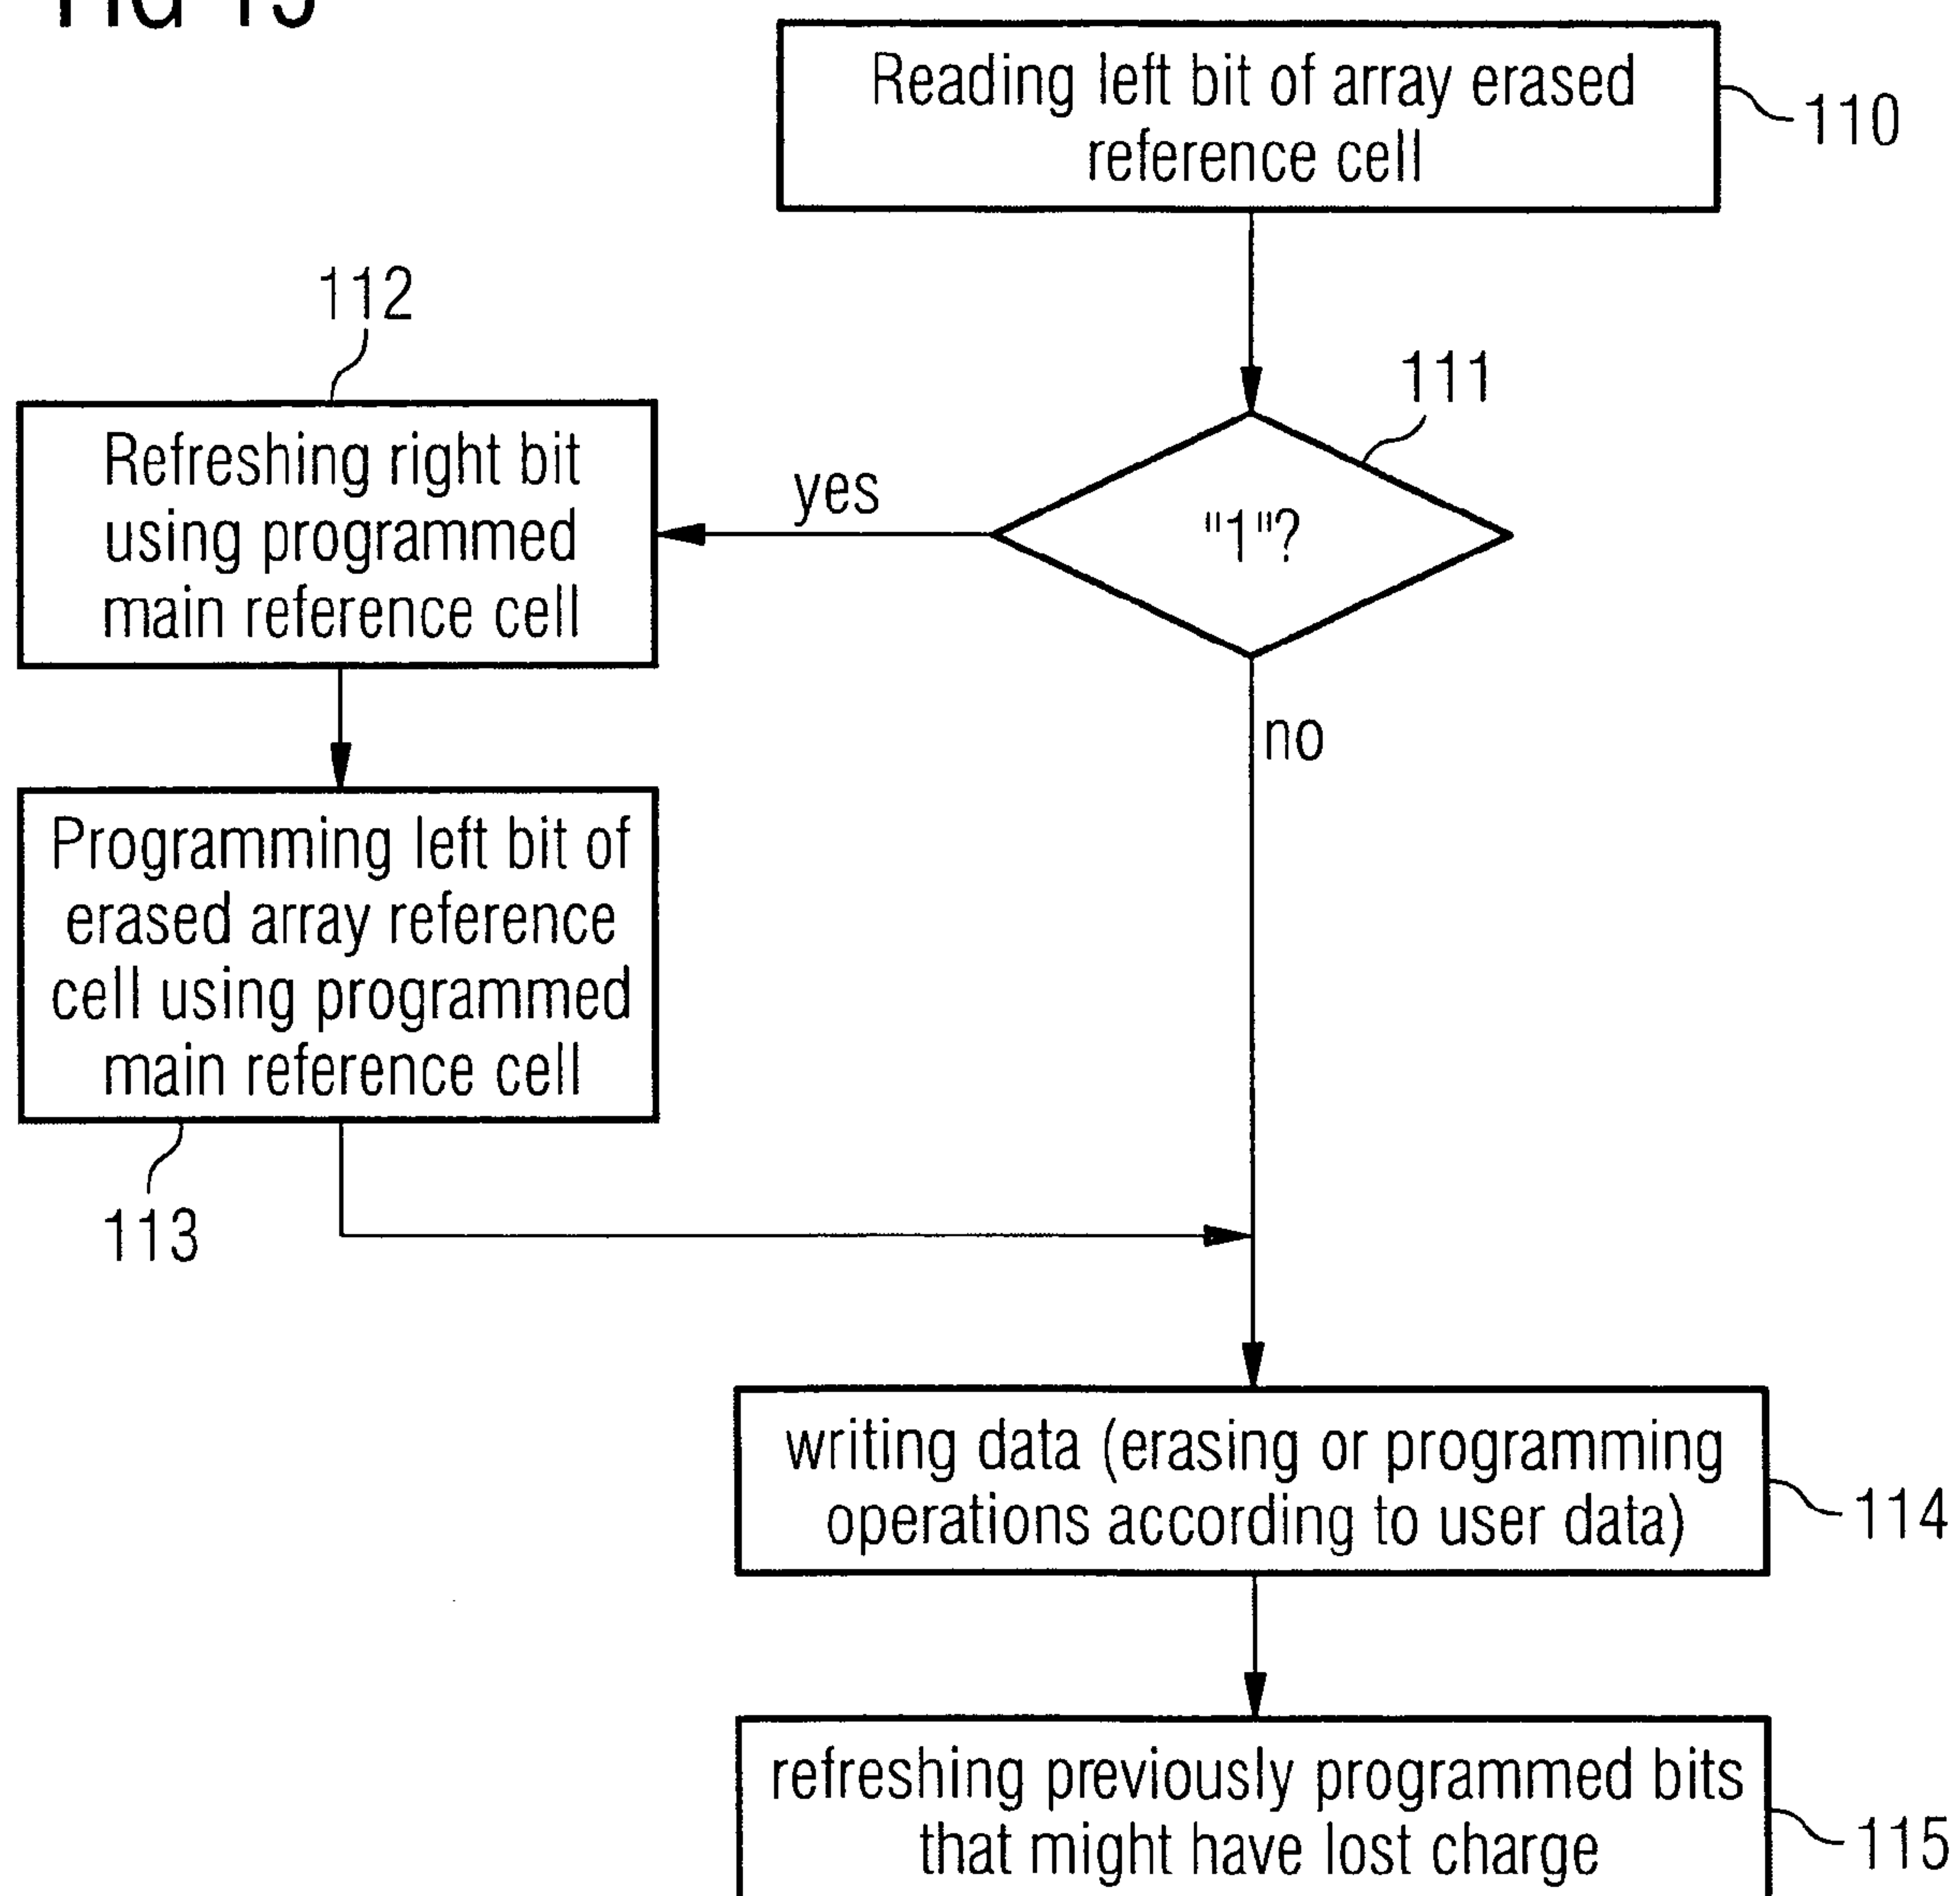 Reading left bit of array erased
reference cell
110
112
111
Refreshing right bit
using programmed
main reference cell
yes
"1"?
no
Programming left bit of
erased array reference
cell using programmed
main reference cell
113
writing data (erasing or programming
operations according to user data)
114
refreshing previously programmed bits
that might have lost charge
115